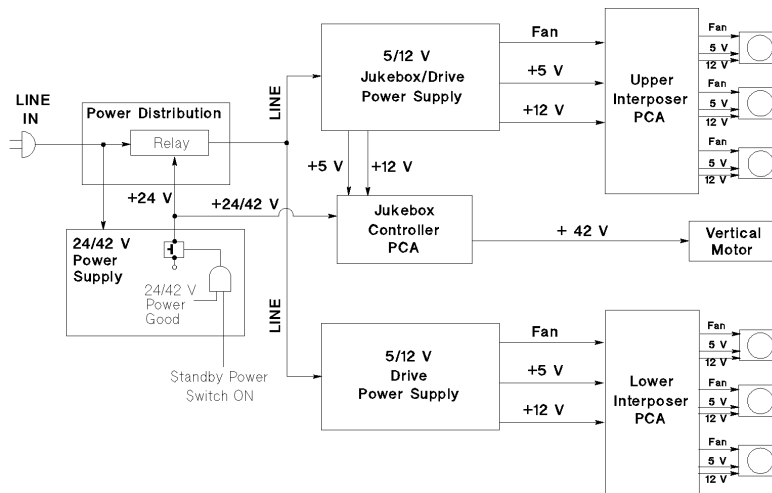 LINE
IN
Power Distribution
Relay
+24 V
+24/42 V
24/42 V
Power
Supply
24/42 V
Power
Good
Standby Power
Switch ON
LINE
LINE
5/12 V
Jukebox/Drive
Power Supply
+5 V
+12 V
Fan
+5 V
+12 V
Jukebox
Controller
PCA
+ 42 V
Vertical
Motor
Upper
Interposer
PCA
Fan
5 V
12 V
Fan
5 V
12 V
Fan
5 V
12 V
5/12 V
Drive
Power Supply
Fan
+5 V
+12 V
Lower
Interposer
PCA
Fan
5 V
12 V
Fan
5 V
12 V
Fan
5 V
12 V